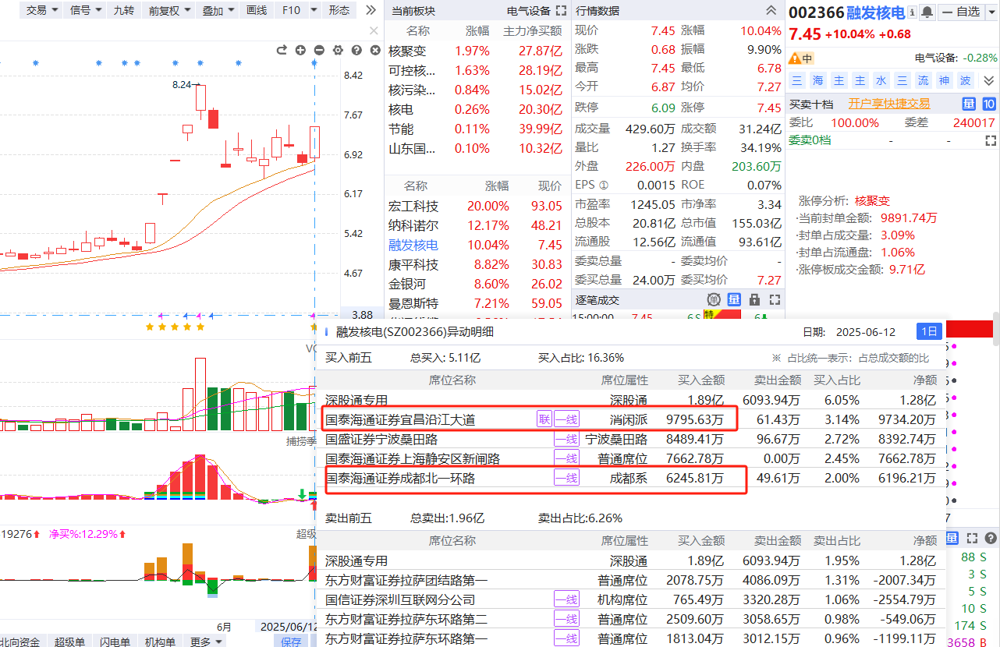 交易 信号 九转 前复权 叠加 画线 F10 形态
8.24
8.42
7.67
6.92
6.17
5.42
4.67
3.88
捕捞季
19276 净买%:12.29%
超级
6月 2025/06/12
北向资金 超级单 闪电单 机构单 更多 保存
当前板块 电气设备
名称 涨幅 主力净买额
核聚变 1.97% 27.87亿
可控核... 1.63% 28.19亿
核污染... 0.84% 15.02亿
核电 0.26% 20.30亿
节能 0.11% 39.99亿
山东国... 0.10% 10.32亿
名称 涨幅 现价
宏工科技 20.00% 93.05
纳科诺尔 12.17% 48.21
融发核电 10.04% 7.45
康平科技 8.82% 30.83
金银河 8.60% 26.02
曼恩斯特 7.21% 59.05
行情数据
现价 7.45 涨幅 10.04%
涨跌 0.68 振幅 9.90%
最高 7.45 最低 6.78
今开 6.87 均价 7.27
跌停 6.09 涨停 7.45
成交量 429.60万 成交额 31.24亿
量比 1.27 换手率 34.19%
外盘 226.00万 内盘 203.60万
EPS ① 0.0015 ROE 0.07%
市盈率 1245.05 市净率 3.34
总股本 20.81亿 总市值 155.03亿
流通股 12.56亿 流通值 93.61亿
委卖总量 - 委卖均价 -
委买总量 24.00万 委买均价 7.27
逐笔成交 单 量
15:00:00 7.45 6S 特 6
002366 融发核电 自选
7.45 +10.04% +0.68
中 电气设备: -0.28%
三 海 主 主 水 三 流 神 波
买卖十档 开户享快捷交易 量 10
委比 100.00% 委差 240017
委卖0档 - -
涨停分析: 核聚变
·当前封单金额: 9891.74万
·封单占成交量: 3.09%
·封单占流通盘: 1.06%
·涨停板成交金额: 9.71亿
融发核电(SZ002366)异动明细 日期: 2025-06-12 1日
买入前五 总买入: 5.11亿 买入占比: 16.36% ※ 占比统一表示: 占总成交额的比
席位名称 席位属性 买入金额 卖出金额 买入占比 净额
深股通专用 深股通 1.89亿 6093.94万 6.05% 1.28亿
国泰海通证券宜昌沿江大道 联 一线 消闲派 9795.63万 61.43万 3.14% 9734.20万
国盛证券宁波桑田路 一线 宁波桑田路 8489.41万 96.67万 2.72% 8392.74万
国泰海通证券上海静安区新闸路 一线 普通席位 7662.78万 0.00万 2.45% 7662.78万
国泰海通证券成都北一环路 一线 成都系 6245.81万 49.61万 2.00% 6196.21万
卖出前五 总卖出:1.96亿 卖出占比:6.26%
席位名称 席位属性 买入金额 卖出金额 卖出占比 净额
深股通专用 深股通 1.89亿 6093.94万 1.95% 1.28亿
东方财富证券拉萨团结路第一 普通席位 2078.75万 4086.09万 1.31% -2007.34万
国信证券深圳互联网分公司 一线 机构席位 765.49万 3320.28万 1.06% -2554.79万
东方财富证券拉萨东环路第二 一线 普通席位 2509.60万 3058.65万 0.98% -549.06万
东方财富证券拉萨东环路第一 一线 普通席位 1813.04万 3012.15万 0.96% -1199.11万
量
88 S
3 S
5 S
10 S
174 S
3658 B